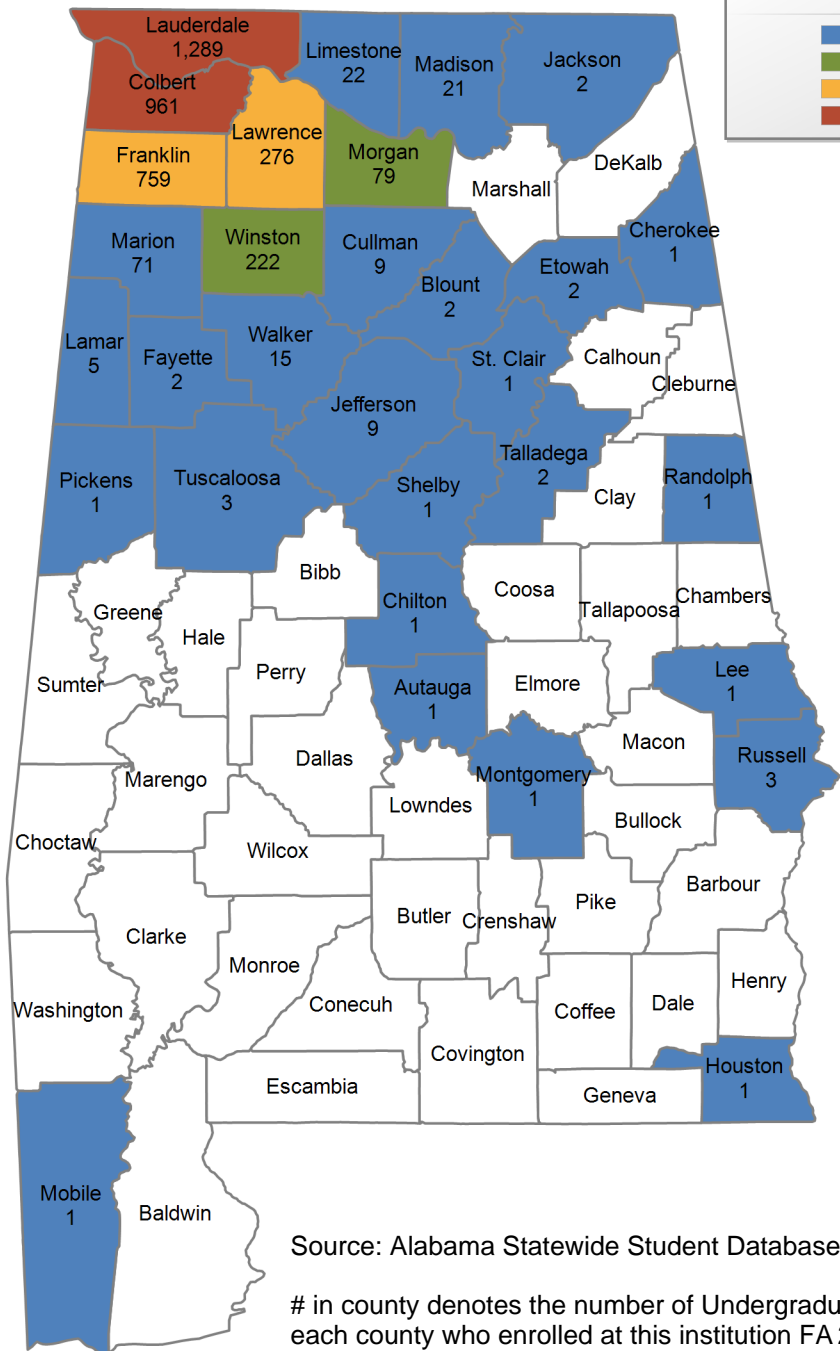 Lauderdale
1,289
Limestone
22
Madison
21
Jackson
2
Colbert
961
Lawrence
276
Franklin
759
Morgan
79
Marshall
DeKalb
Marion
71
Winston
222
Cullman
9
Blount
2
Etowah
2
Cherokee
1
Lamar
5
Fayette
2
Walker
15
St. Clair
1
Calhoun
Cleburne
Jefferson
9
Pickens
1
Tuscaloosa
3
Shelby
1
Talladega
2
Clay
Randolph
1
Bibb
Chilton
1
Coosa
Tallapoosa
Chambers
Greene
Hale
Perry
Sumter
Autauga
1
Elmore
Lee
1
Macon
Russell
3
Dallas
Marengo
Montgomery
1
Lowndes
Bullock
Choctaw
Wilcox
Clarke
Butler
Crenshaw
Pike
Barbour
Monroe
Washington
Conecuh
Coffee
Dale
Henry
Covington
Escambia
Geneva
Houston
1
Mobile
1
Baldwin
Source: Alabama Statewide Student Database
# in county denotes the number of
each county who enrolled at this institution FA